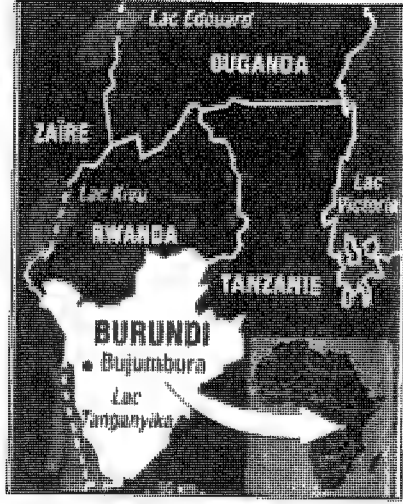 Lac Edouard
OUGANDA
ZAÏRE
Lac Kivu
Lac
Victoria
RWANDA
TANZANIE
BURUNDI
Bujumbura
Lac
Tanganyika